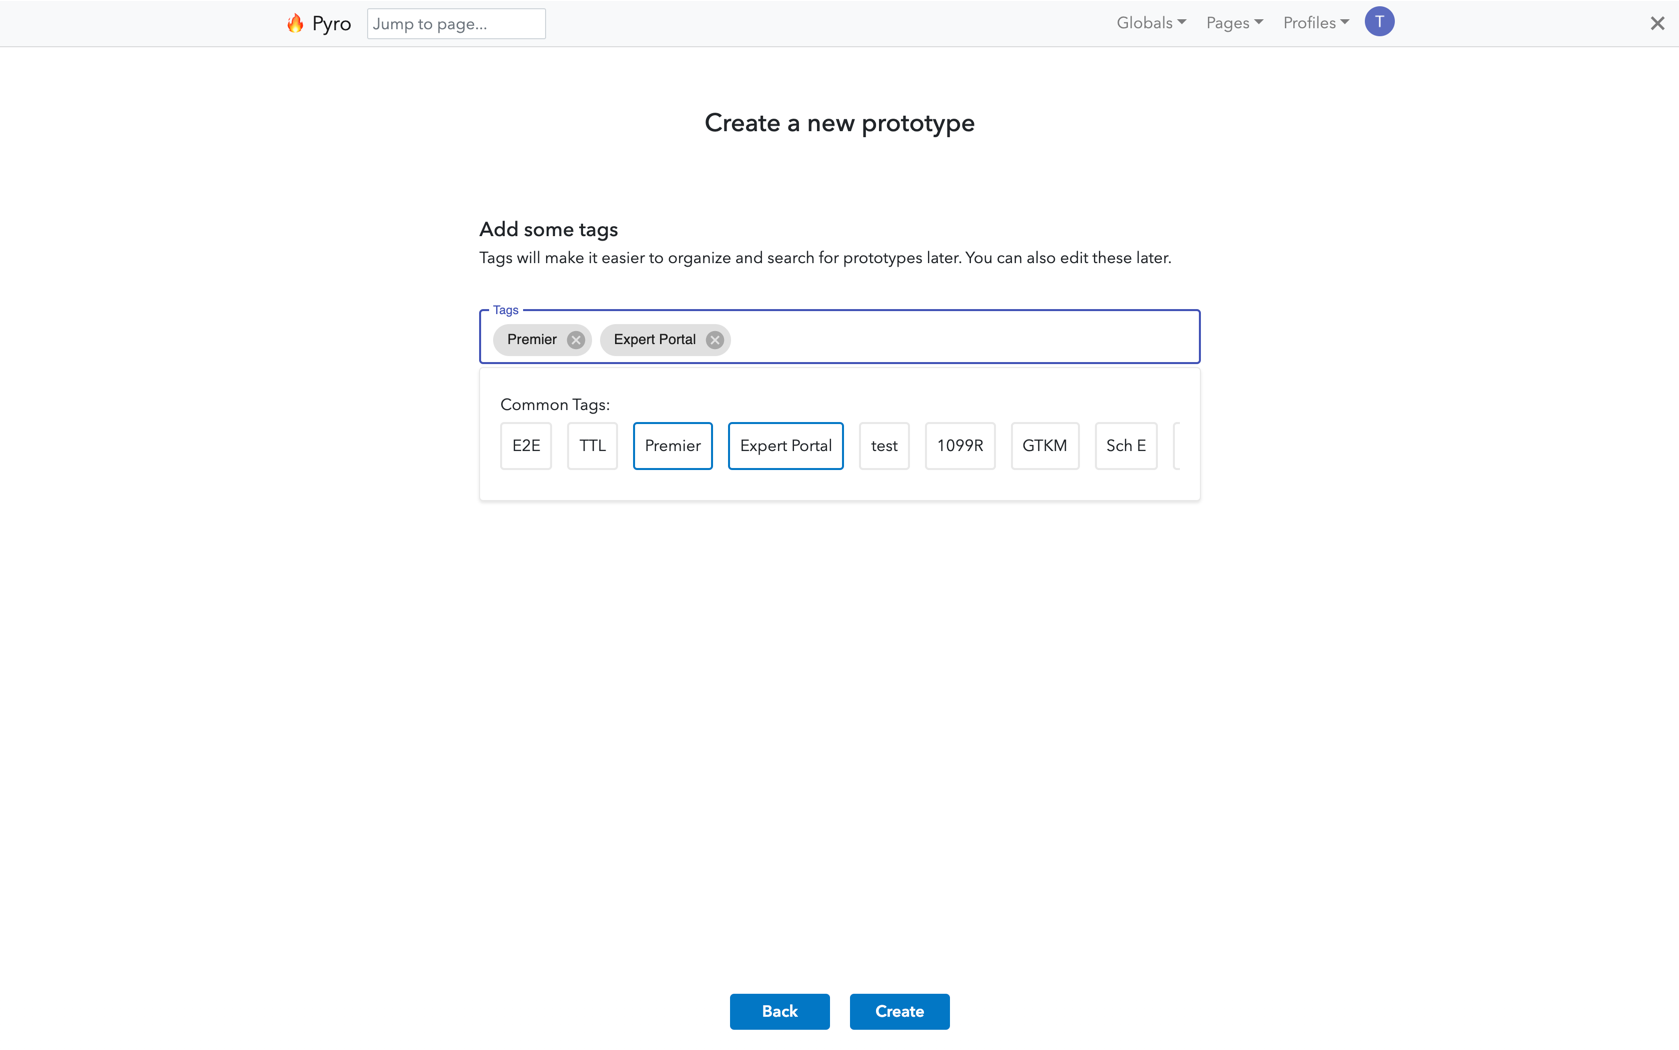 Pyro
Jump to page...
Globals
Pages
Profiles
T
Create a new prototype
Add some tags
Tags will make it easier to organize and search for prototypes later. You can also edit these later.
Tags
Premier
Expert Portal
Common Tags:
E2E
TTL
Premier
Expert Portal
test
1099R
GTKM
Sch E
Back
Create